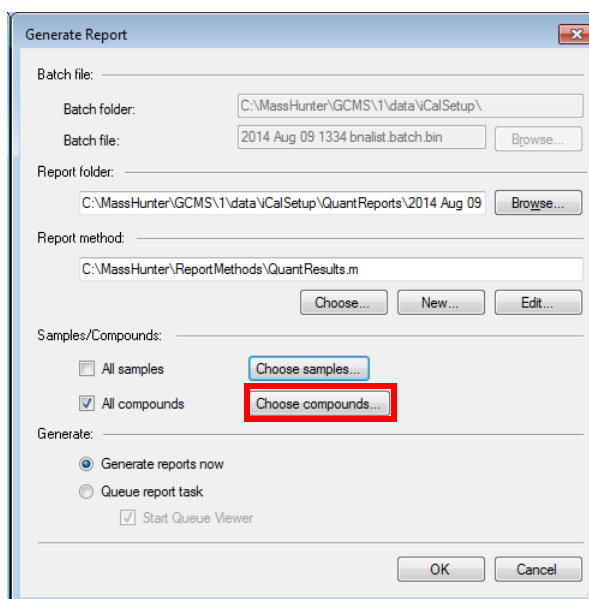 Generate Report
Batch file:
Batch folder: C:\MassHunter\GCMS\1\data\iCalSetup\
Batch file: 2014 Aug 09 1334 bnalist.batch.bin Browse...
Report folder:
C:\MassHunter\GCMS\1\data\iCalSetup\QuantReports\2014 Aug 09 Browse...
Report method:
C:\MassHunter\ReportMethods\QuantResults.m
Choose... New... Edit...
Samples/Compounds:
All samples Choose samples...
All compounds Choose compounds...
Generate:
Generate reports now
Queue report task
Start Queue Viewer
OK Cancel